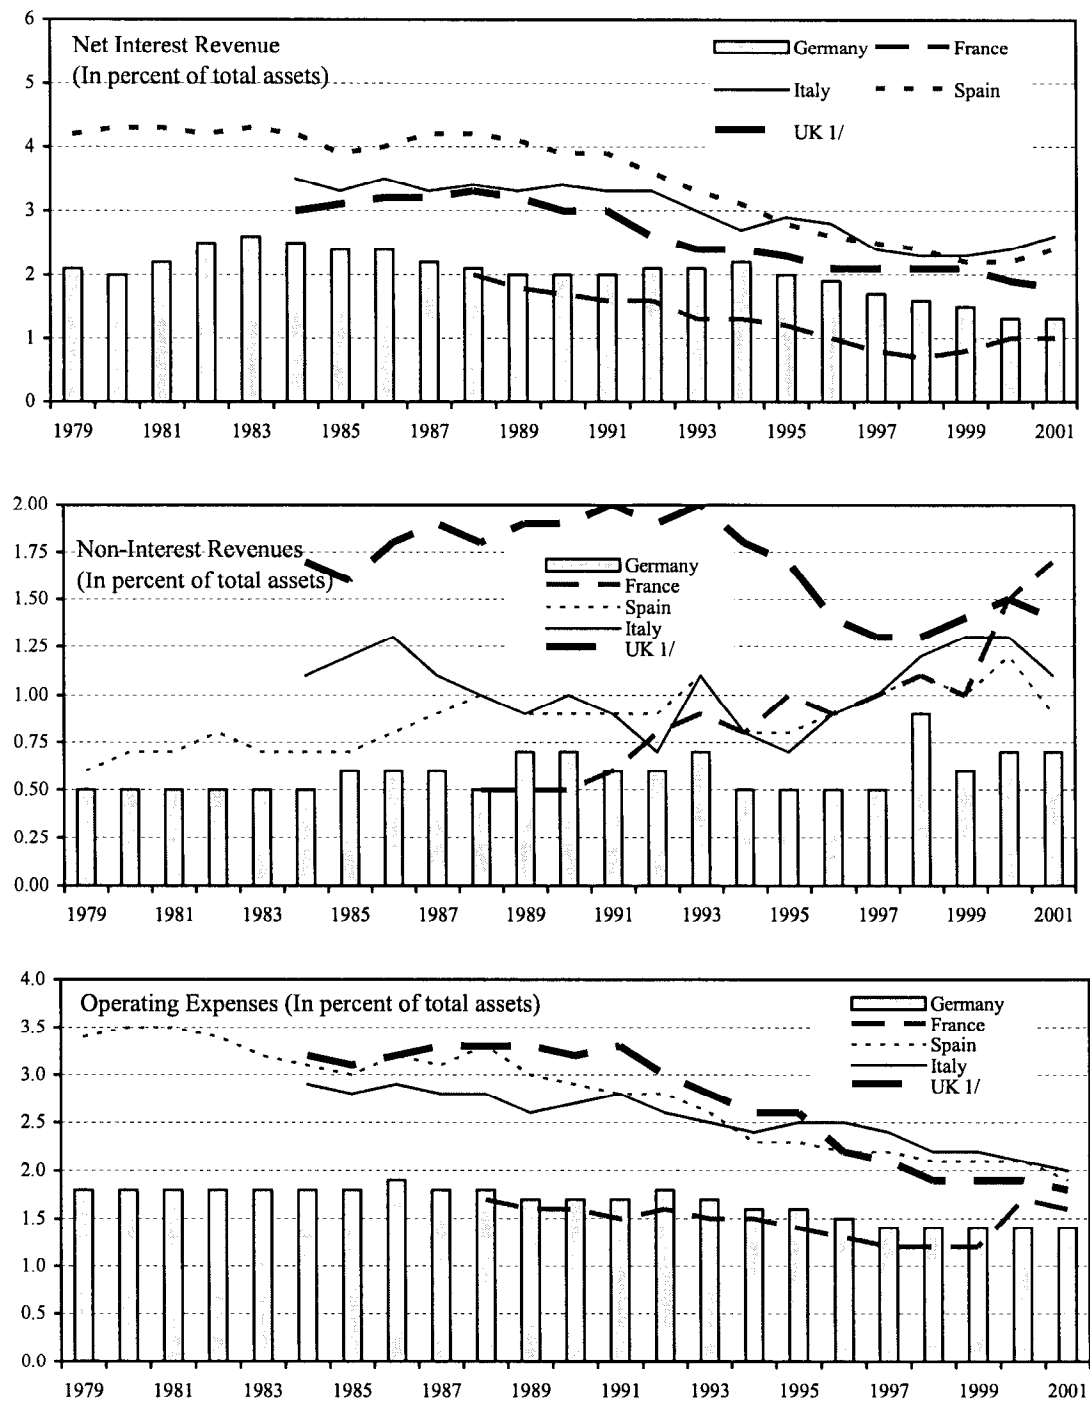 6
Net Interest Revenue
(In percent of total assets)
Germany
France
Italy
Spain
UK 1/
5
4
3
2
1
0
1979 1981 1983 1985 1987 1989 1991 1993 1995 1997 1999 2001
2.00
Non-Interest Revenues
(In percent of total assets)
Germany
France
Spain
Italy
UK 1/
1.75
1.50
1.25
1.00
0.75
0.50
0.25
0.00
1979 1981 1983 1985 1987 1989 1991 1993 1995 1997 1999 2001
4.0
Operating Expenses (In percent of total assets)
Germany
France
Spain
Italy
UK 1/
3.5
3.0
2.5
2.0
1.5
1.0
0.5
0.0
1979 1981 1983 1985 1987 1989 1991 1993 1995 1997 1999 2001